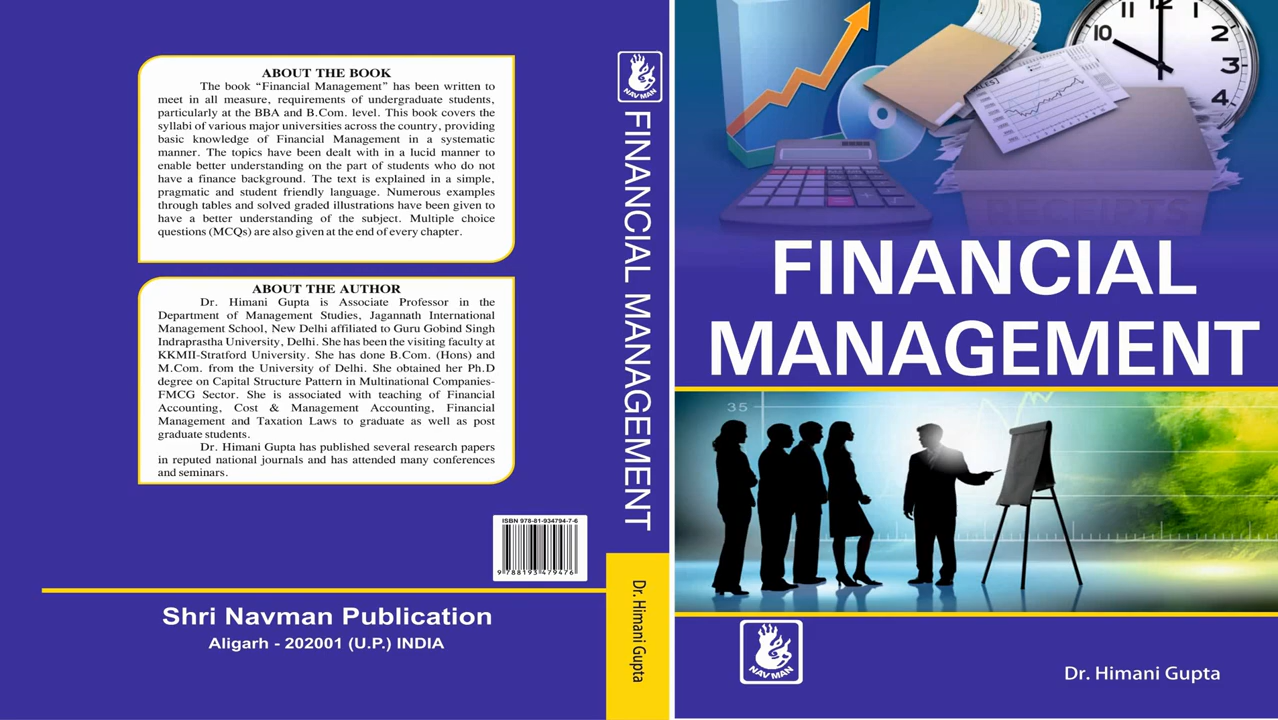 ABOUT THE BOOK
The book “Financial Management” has been written to
meet in all measure, requirements of undergraduate students,
particularly at the BBA and B.Com. level. This book covers the
syllabi of various major universities across the country, providing
basic knowledge of Financial Management in a systematic
manner. The topics have been dealt with in a lucid manner to
enable better understanding on the part of students who do not
have a finance background. The text is explained in a simple,
pragmatic and student friendly language. Numerous examples
through tables and solved graded illustrations have been given to
have a better understanding of the subject. Multiple choice
questions (MCQs) are also given at the end of every chapter.
ABOUT THE AUTHOR
Dr. Himani Gupta is Associate Professor in the
Department of Management Studies, Jagannath International
Management School, New Delhi affiliated to Guru Gobind Singh
Indraprastha University, Delhi. She has been the visiting faculty at
KKMII-Stratford University. She has done B.Com. (Hons) and
M.Com. from the University of Delhi. She obtained her Ph.D
degree on Capital Structure Pattern in Multinational Companies-
FMCG Sector. She is associated with teaching of Financial
Accounting, Cost & Management Accounting, Financial
Management and Taxation Laws to graduate as well as post
graduate students.
Dr. Himani Gupta has published several research papers
in reputed national journals and has attended many conferences
and seminars.
ISBN 978-81-934794-7-6
9 788193 479476
Shri Navman Publication
Aligarh - 202001 (U.P.) INDIA
NAVMAN
FINANCIAL MANAGEMENT
Dr. Himani Gupta
11 12 1
10 2
3
4
SALES
RECEIPTS
FINANCIAL
MANAGEMENT
35
NAVMAN
Dr. Himani Gupta